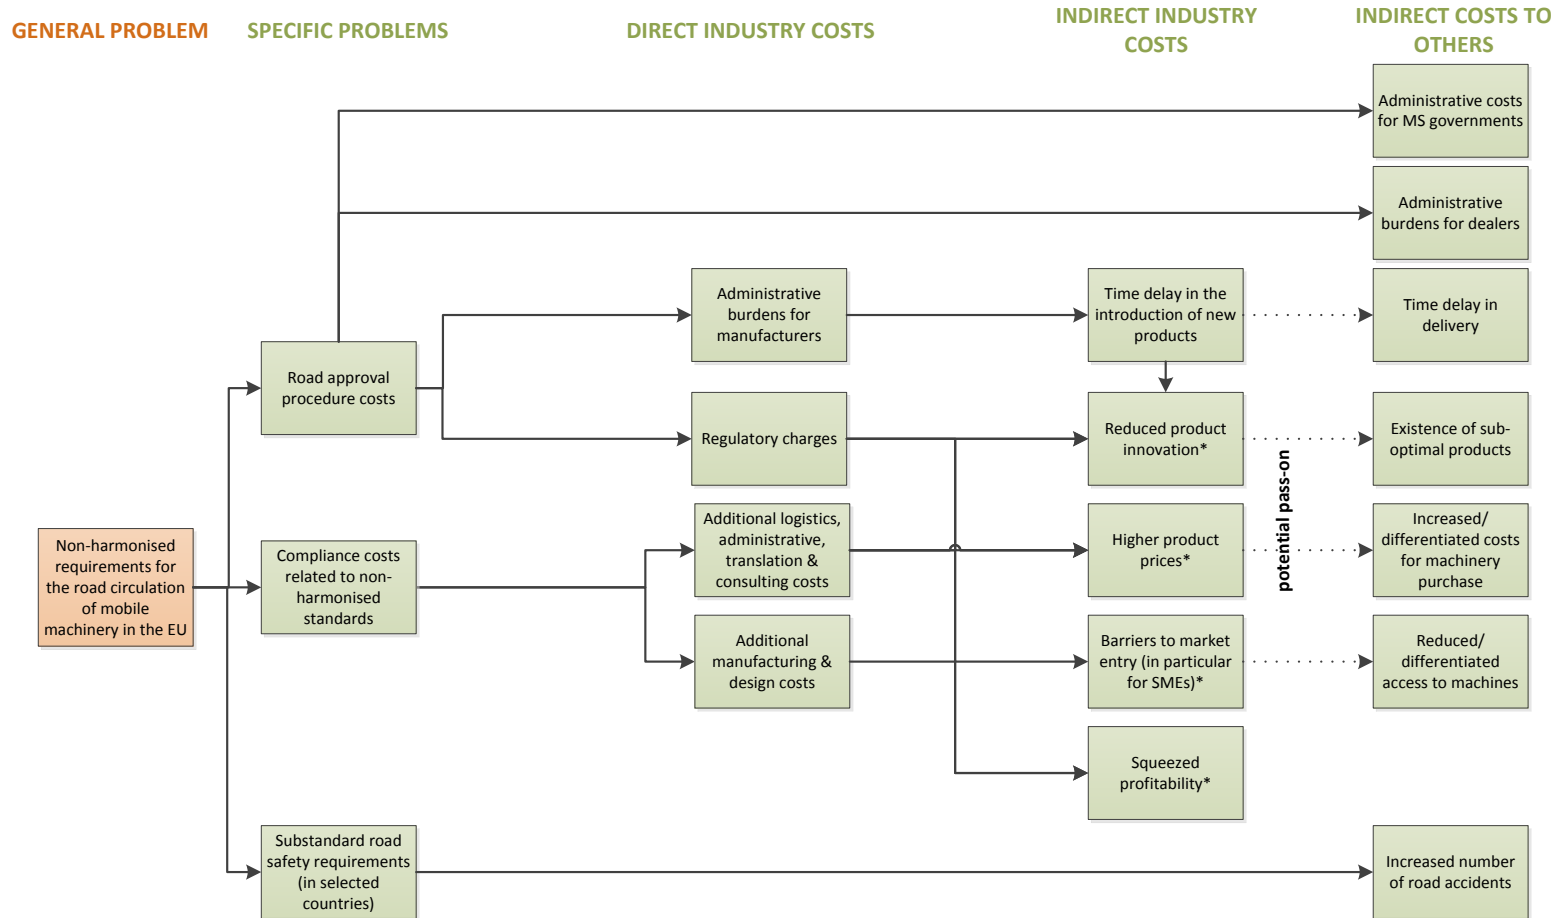 GENERAL PROBLEM
SPECIFIC PROBLEMS
DIRECT INDUSTRY COSTS
INDIRECT INDUSTRY
COSTS
INDIRECT COSTS TO
OTHERS
Administrative costs
for MS governments
Administrative
burdens for dealers
Administrative
burdens for
manufacturers
Time delay in the
introduction of new
products
Time delay in
delivery
Road approval
procedure costs
Regulatory charges
Reduced product
innovation*
Existence of sub-
optimal products
potential pass-on
Non-harmonised
requirements for
the road circulation
of mobile
machinery in the EU
Compliance costs
related to non-
harmonised
standards
Additional logistics,
administrative,
translation &
consulting costs
Higher product
prices*
Increased/
differentiated costs
for machinery
purchase
Additional
manufacturing &
design costs
Barriers to market
entry (in particular
for SMEs)*
Reduced/
differentiated
access to machines
Squeezed
profitability*
Substandard road
safety requirements
(in selected
countries)
Increased number
of road accidents